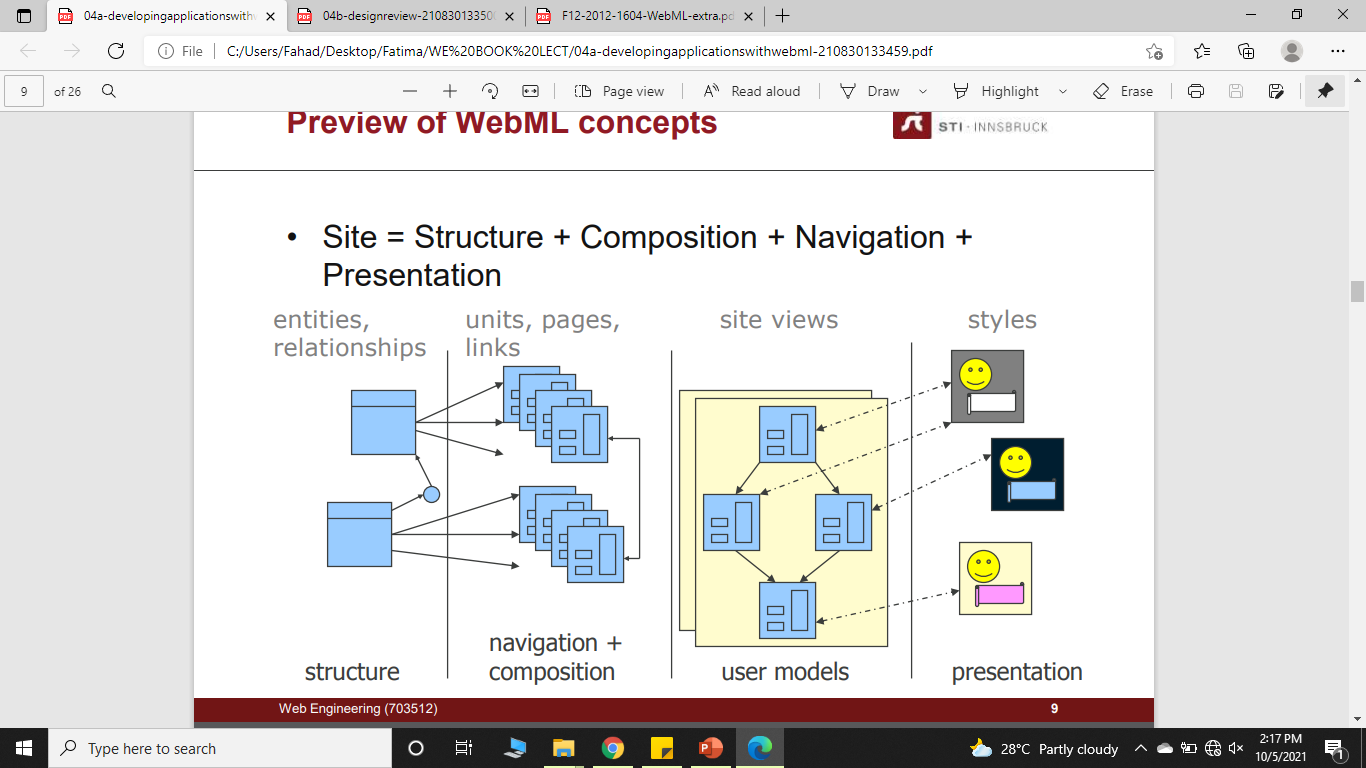 04a-developingapplicationswith
04b-designreview-21083013350
F12-2012-1604-WebML-extra.pd
File
C:/Users/Fahad/Desktop/Fatima/WE%20BOOK%20LECT/04a-developingapplicationswithwebml-210830133459.pdf
9 of 26
Page view
Read aloud
Draw
Highlight
Erase
Preview of WebML concepts
STI · INNSBRUCK
• Site = Structure + Composition + Navigation +
Presentation
entities,
relationships
units, pages,
links
site views
styles
structure
navigation +
composition
user models
presentation
Web Engineering (703512)
9
Type here to search
28°C Partly cloudy
2:17 PM
10/5/2021
1